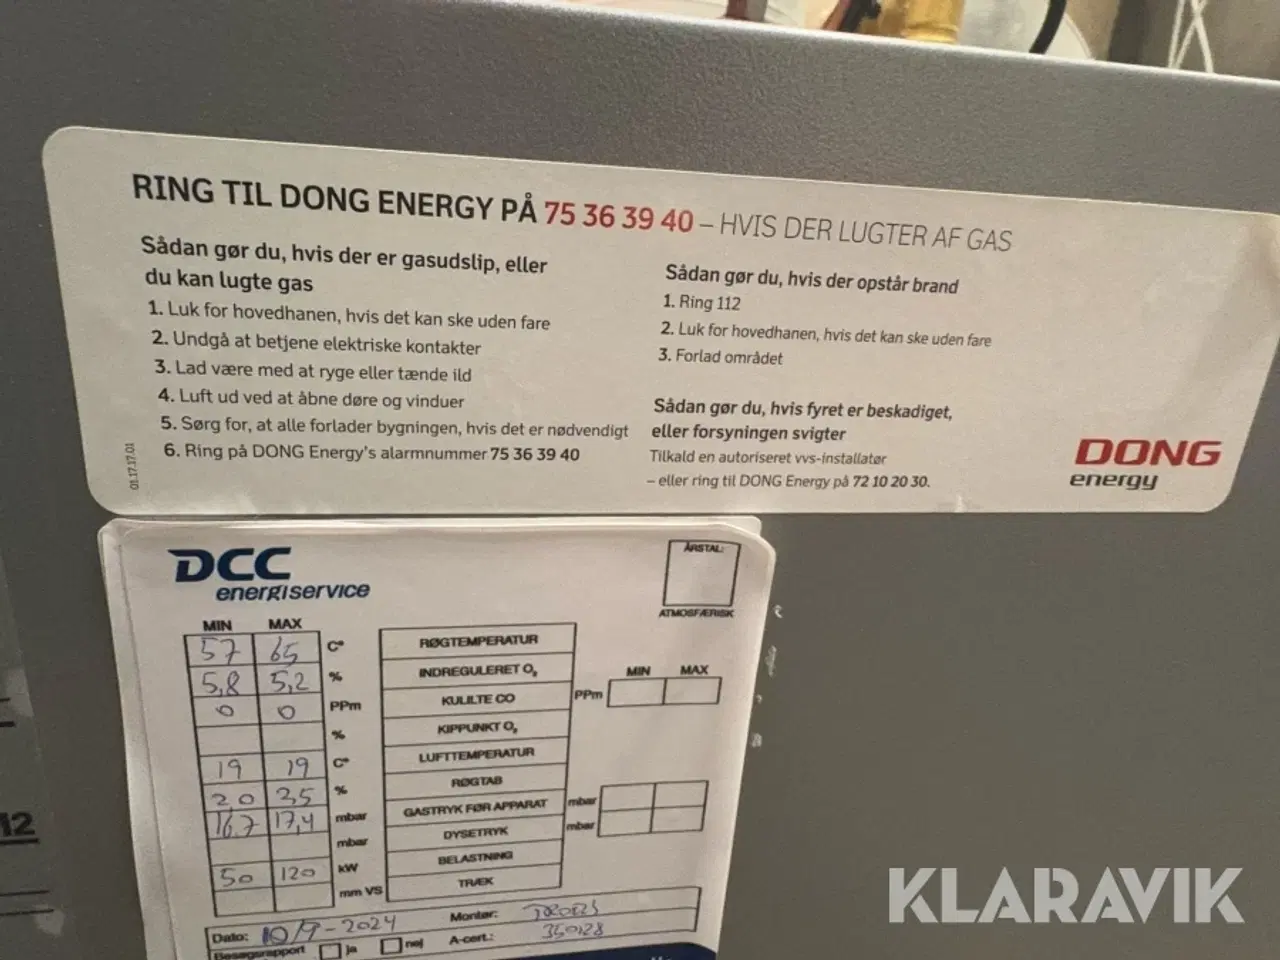 RING TIL DONG ENERGY PÅ 75 36 39 40 – HVIS DER LUGTER AF GAS
Sådan gør du, hvis der er gasudslip, eller
du kan lugte gas
1. Luk for hovedhanen, hvis det kan ske uden fare
2. Undgå at betjene elektriske kontakter
3. Lad være med at ryge eller tænde ild
4. Luft ud ved at åbne døre og vinduer
5. Sørg for, at alle forlader bygningen, hvis det er nødvendigt
6. Ring på DONG Energy's alarmnummer 75 36 39 40
01.17.17.01
Sådan gør du, hvis der opstår brand
1. Ring 112
2. Luk for hovedhanen, hvis det kan ske uden fare
3. Forlad området
Sådan gør du, hvis fyret er beskadiget,
eller forsyningen svigter
Tilkald en autoriseret vvs-installatør
– eller ring til DONG Energy på 72 10 20 30.
DONG
energy
DCC
energiservice
ÅRSTAL:
ATMOSFÆRISK
MIN MAX
57 65 C° RØGTEMPERATUR
5,8 5,2 % INDREGULERET O₂
MIN MAX
0 0 PPm KULILTE CO PPm
% KIPPUNKT O₂
19 19 C° LUFTTEMPERATUR
2,0 2,5 % RØGTAB
16,7 17,4 mbar GASTRYK FØR APPARAT mbar
mbar DYSETRYK mbar
50 120 kW BELASTNING
mm VS TRÆK
Dato: 10/9-2024 Montør:
Besøgsrapport ja nej A-cert.: 350128
12
KLARAVIK